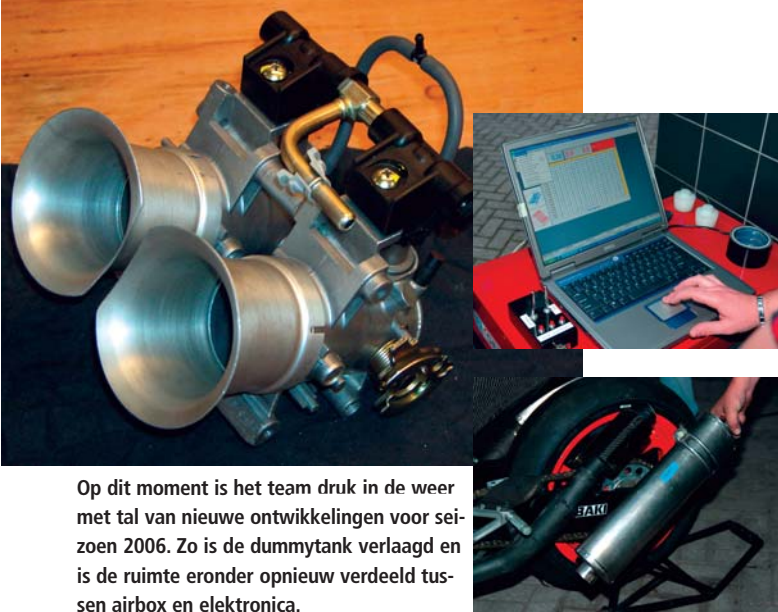 Op dit moment is het team druk in de weer
met tal van nieuwe ontwikkelingen voor sei-
zoen 2006. Zo is de dummytank verlaagd en
is de ruimte eronder opnieuw verdeeld tus-
sen airbox en elektronica.
BAKI